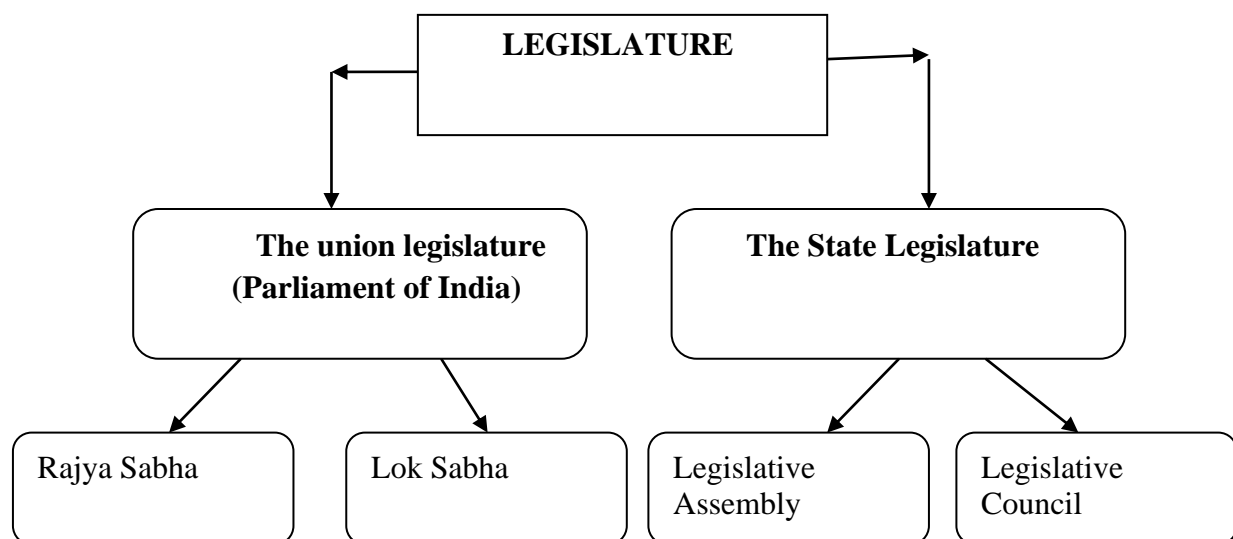 LEGISLATURE
The union legislature
(Parliament of India)
The State Legislature
Rajya Sabha
Lok Sabha
Legislative
Assembly
Legislative
Council